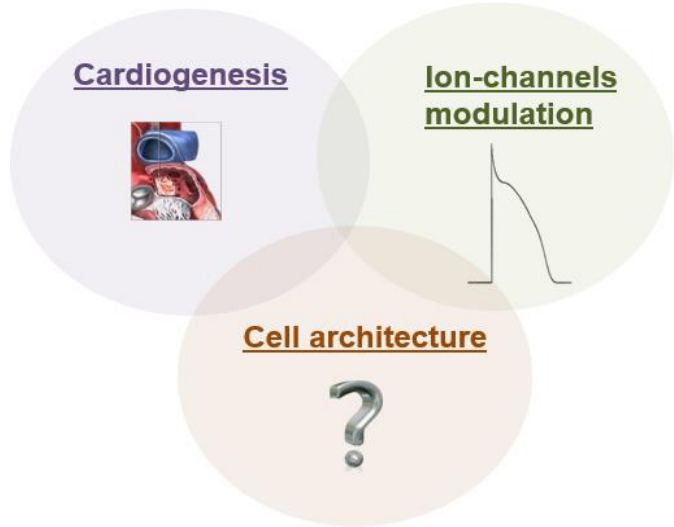 Cardiogenesis
Ion-channels
modulation
Cell architecture
?